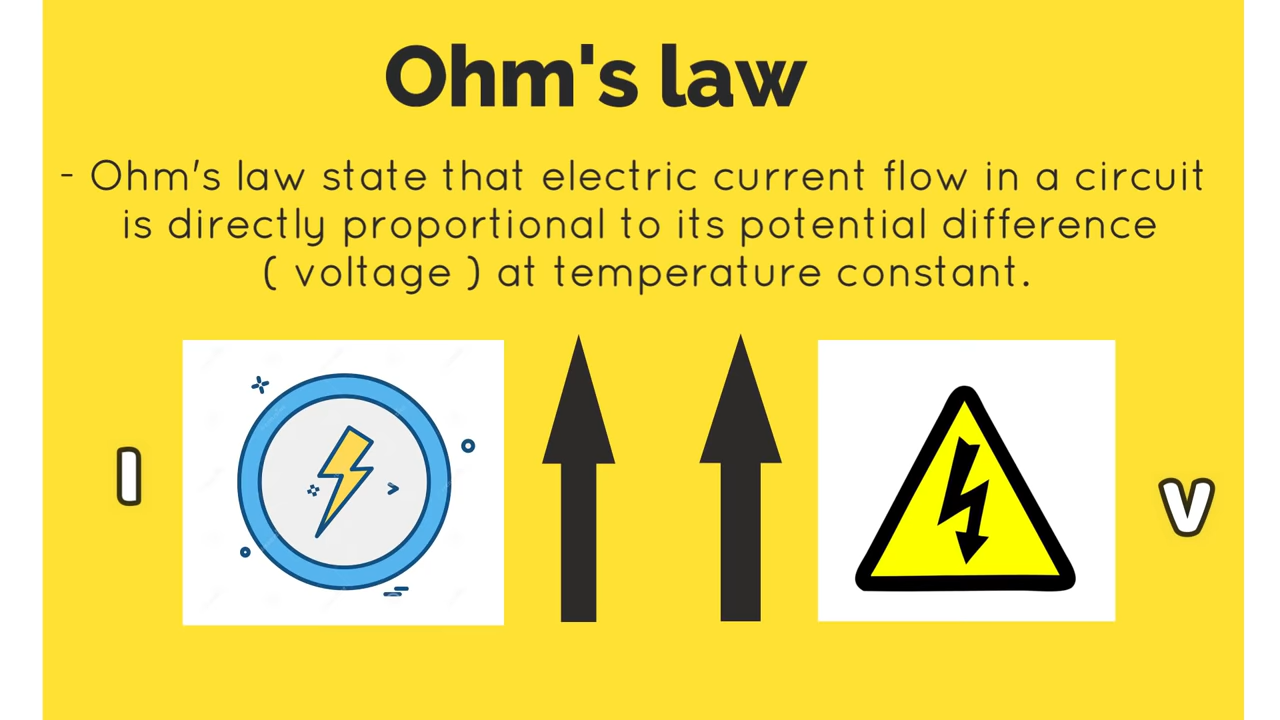 Ohm's law
- Ohm's law state that electric current flow in a circuit
is directly proportional to its potential difference
( voltage ) at temperature constant.
I
V